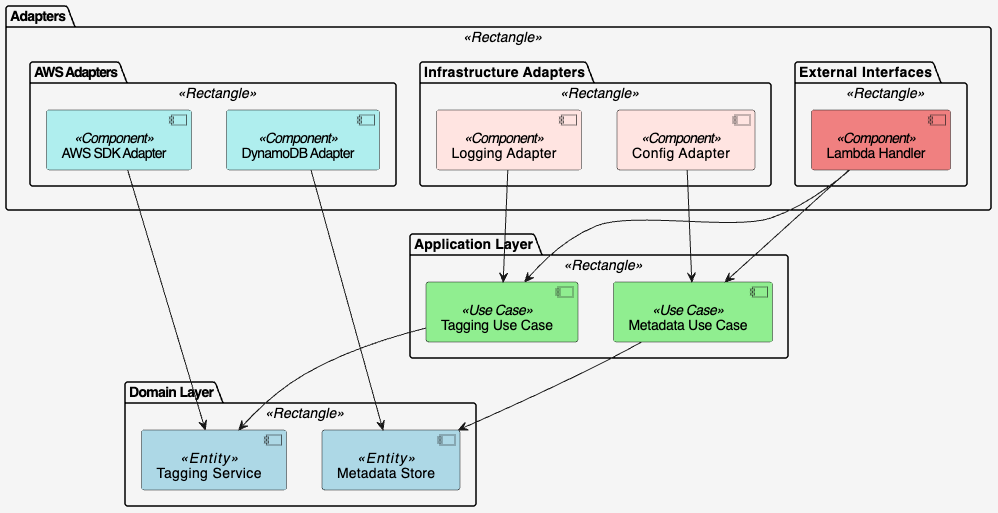 Adapters
«Rectangle»
AWS Adapters
«Rectangle»
«Component»
AWS SDK Adapter
«Component»
DynamoDB Adapter
Infrastructure Adapters
«Rectangle»
«Component»
Logging Adapter
«Component»
Config Adapter
External Interfaces
«Rectangle»
«Component»
Lambda Handler
Application Layer
«Rectangle»
«Use Case»
Tagging Use Case
«Use Case»
Metadata Use Case
Domain Layer
«Rectangle»
«Entity»
Tagging Service
«Entity»
Metadata Store